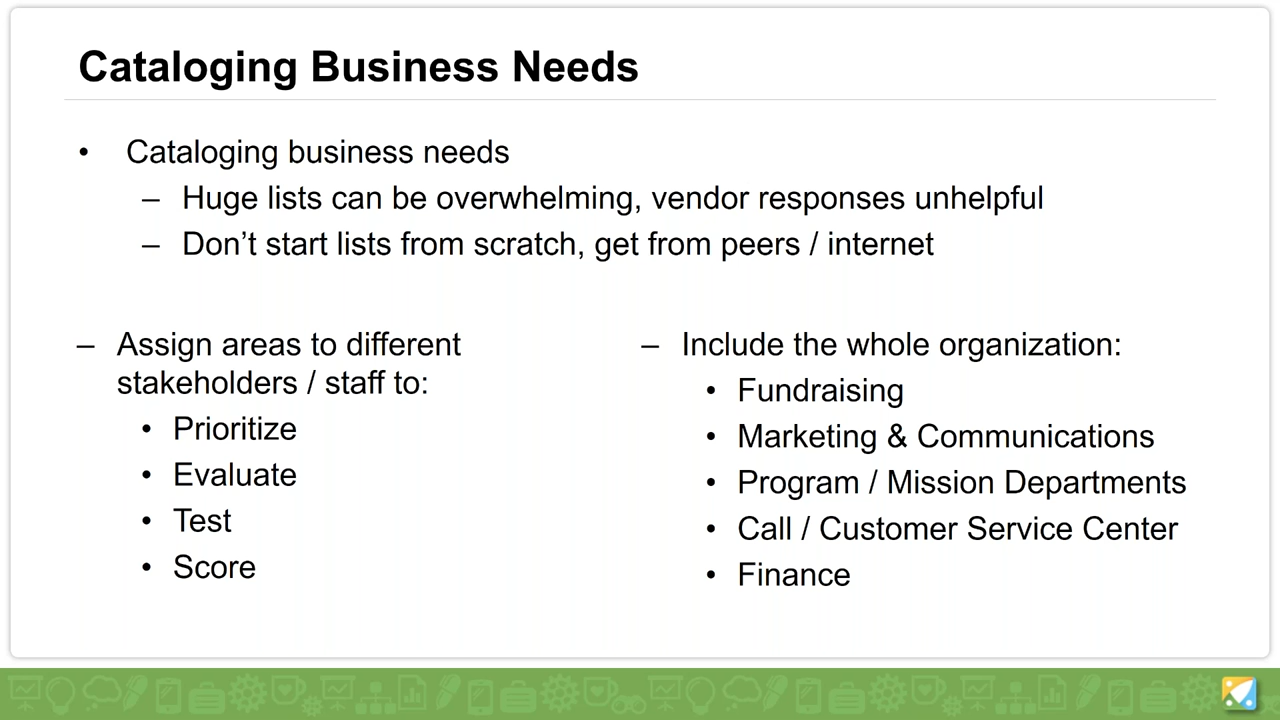 Cataloging Business Needs
• Cataloging business needs
– Huge lists can be overwhelming, vendor responses unhelpful
– Don’t start lists from scratch, get from peers / internet
– Assign areas to different
stakeholders / staff to:
• Prioritize
• Evaluate
• Test
• Score
– Include the whole organization:
• Fundraising
• Marketing & Communications
• Program / Mission Departments
• Call / Customer Service Center
• Finance